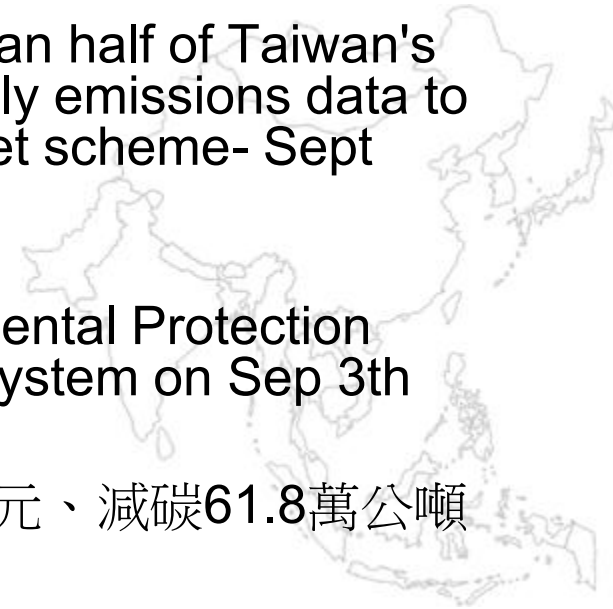 an half of Taiwan's
ly emissions data to
et scheme- Sept
ental Protection
ystem on Sep 3th
元、減碳61.8萬公噸